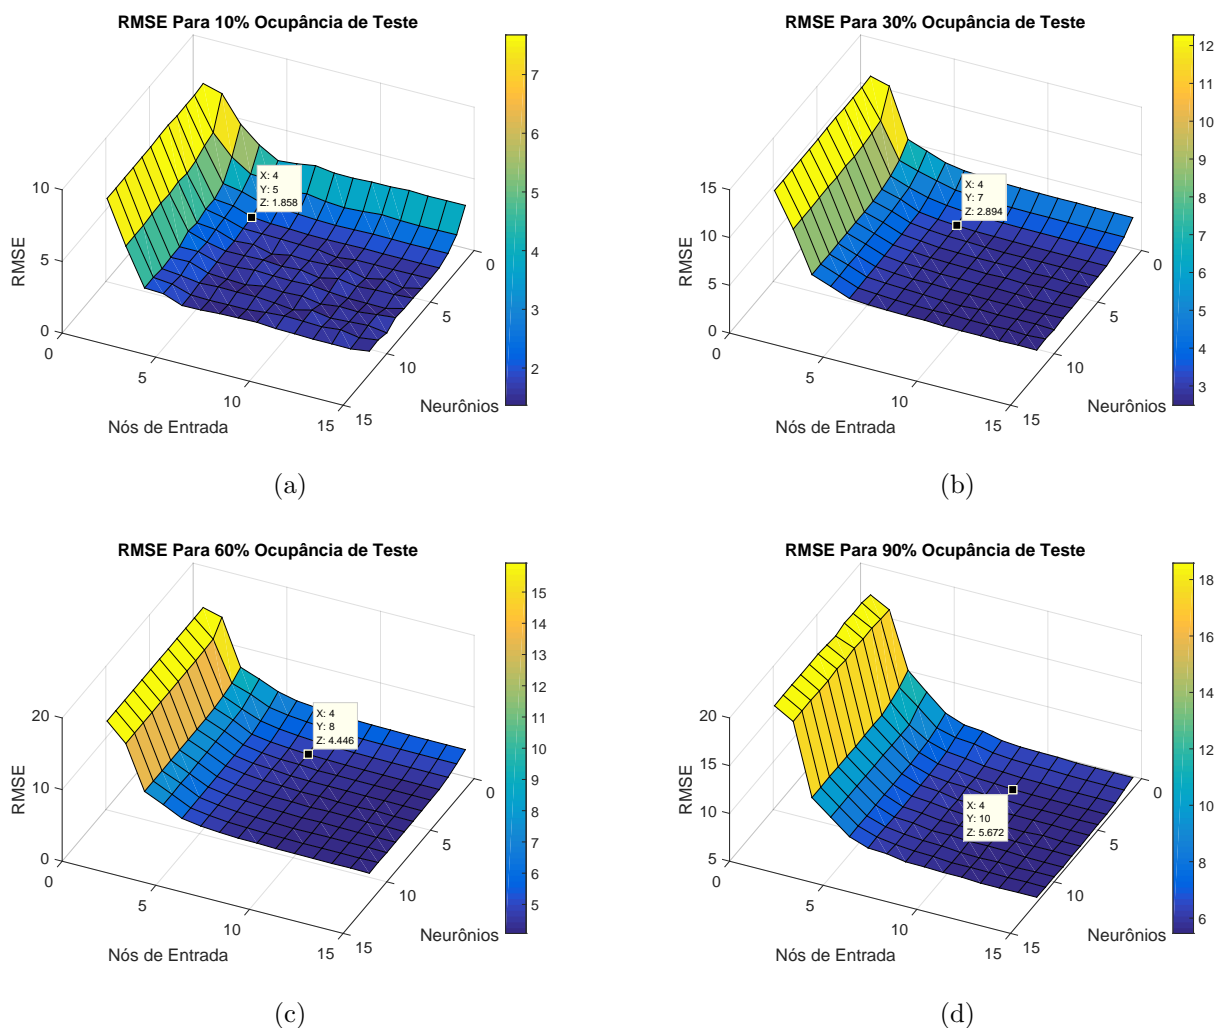 RMSE Para 10% Ocupância de Teste
RMSE
10
5
0
0
5
10
15
Nós de Entrada
0
5
10
15
Neurônios
X: 4
Y: 5
Z: 1.858
7
6
5
4
3
2
(a)
RMSE Para 30% Ocupância de Teste
RMSE
15
10
5
0
0
5
10
15
Nós de Entrada
0
5
10
15
Neurônios
X: 4
Y: 7
Z: 2.894
12
11
10
9
8
7
6
5
4
3
(b)
RMSE Para 60% Ocupância de Teste
RMSE
20
10
0
0
5
10
15
Nós de Entrada
0
5
10
15
Neurônios
X: 4
Y: 8
Z: 4.446
15
14
13
12
11
10
9
8
7
6
5
(c)
RMSE Para 90% Ocupância de Teste
RMSE
20
15
10
5
0
5
10
15
Nós de Entrada
0
5
10
15
Neurônios
X: 4
Y: 10
Z: 5.672
18
16
14
12
10
8
6
(d)